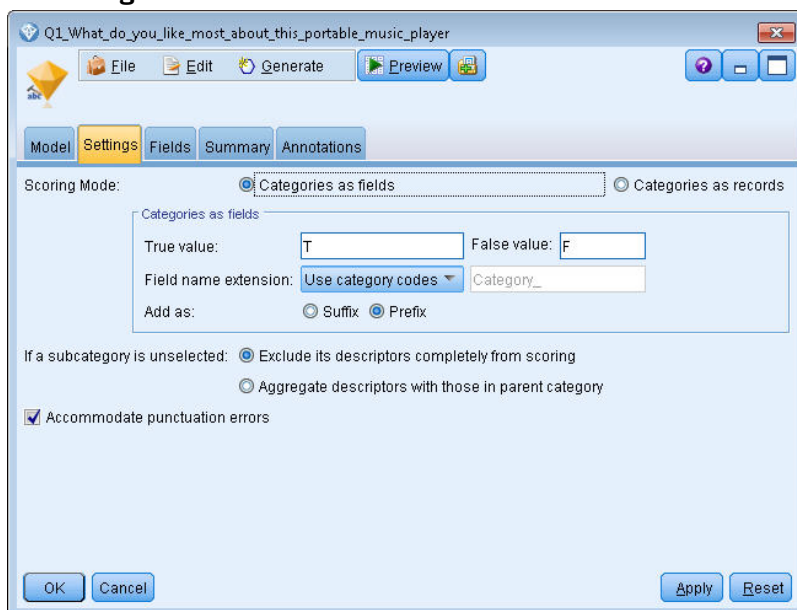 Q1_What_do_you_like_most_about_this_portable_music_player
File Edit Generate Preview
abc
Model Settings Fields Summary Annotations
Scoring Mode: Categories as fields Categories as records
Categories as fields
True value: T False value: F
Field name extension: Use category codes Category_
Add as: Suffix Prefix
If a subcategory is unselected: Exclude its descriptors completely from scoring
Aggregate descriptors with those in parent category
Accommodate punctuation errors
OK Cancel Apply Reset